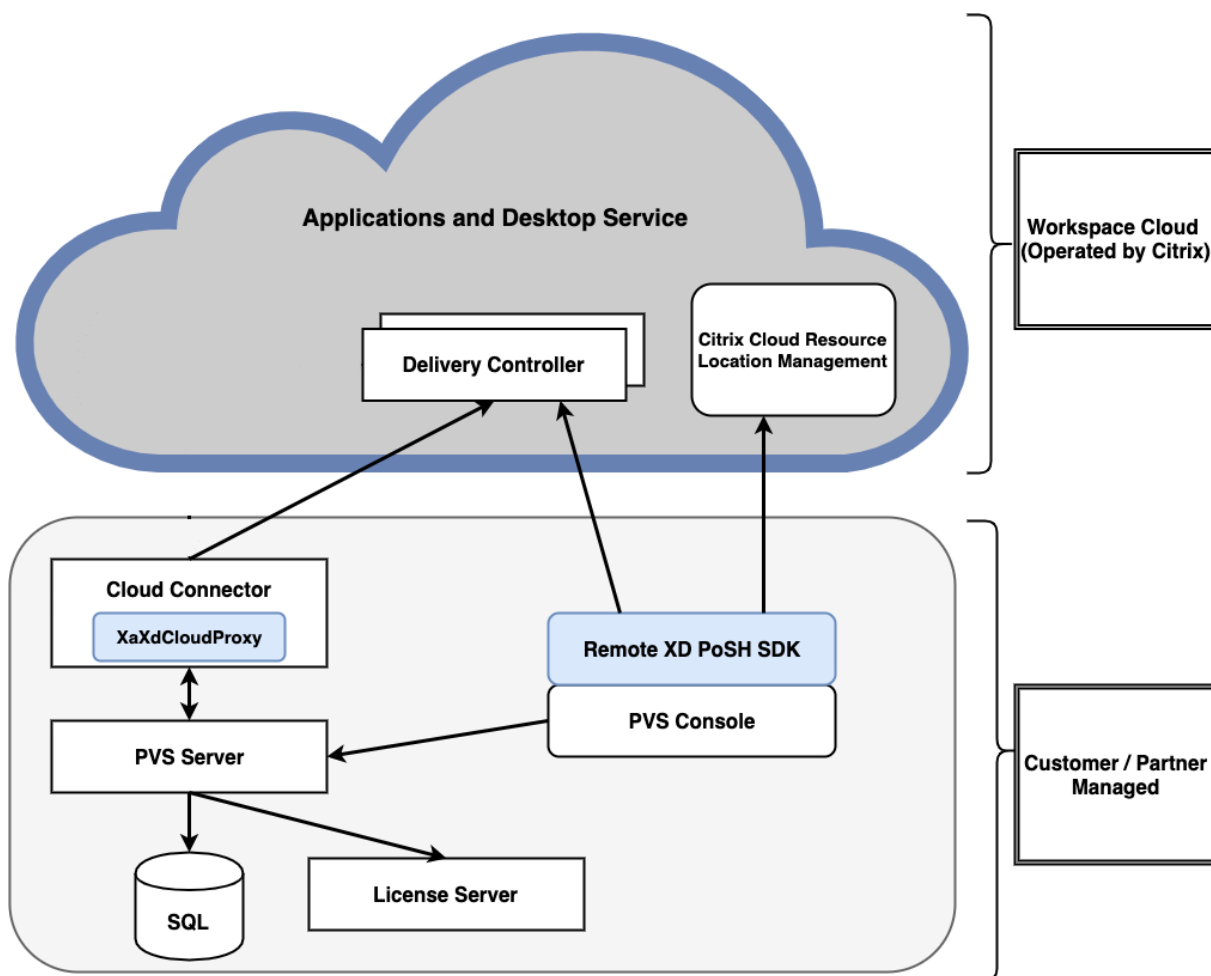 Applications and Desktop Service
Workspace Cloud
(Operated by Citrix)
Citrix Cloud Resource
Location Management
Delivery Controller
Cloud Connector
XaXdCloudProxy
Remote XD PoSH SDK
PVS Console
PVS Server
Customer / Partner
Managed
License Server
SQL